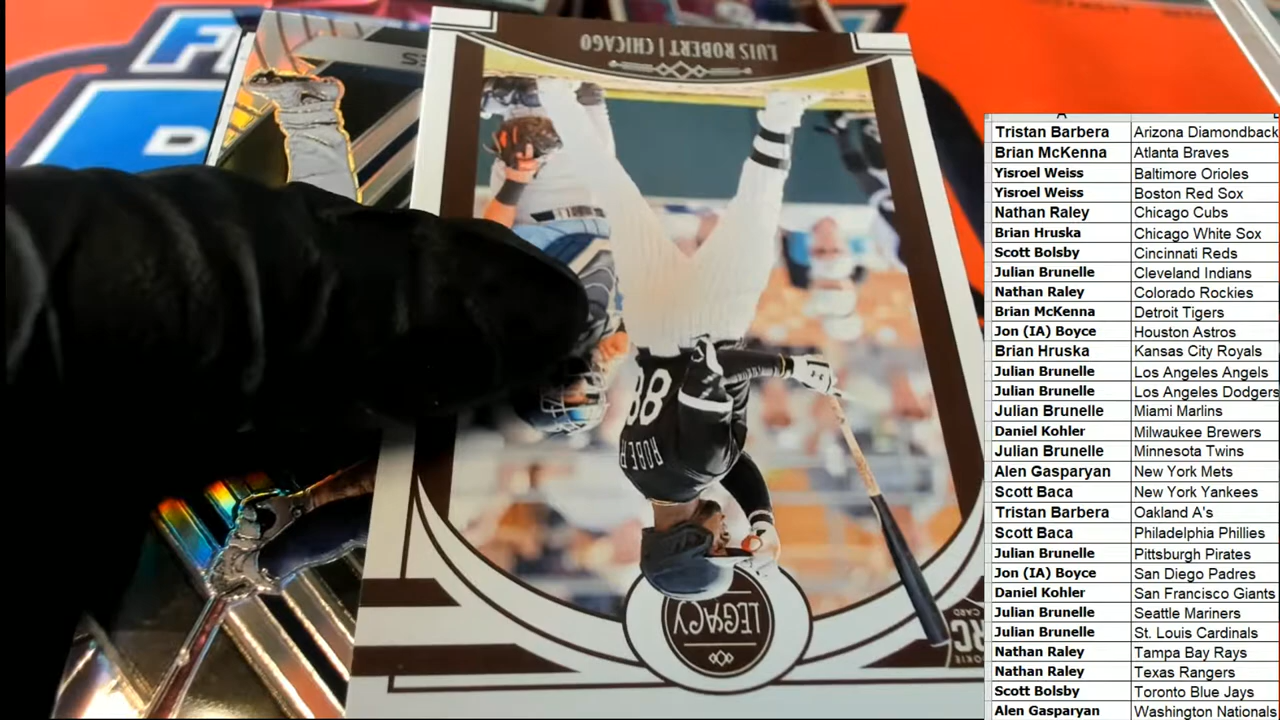 LUIS ROBERT | CHICAGO
ES
F
D
88
ROBER
LEGACY
RC
CARD
OKIE
A
Tristan Barbera Arizona Diamondback
Brian McKenna Atlanta Braves
Yisroel Weiss Baltimore Orioles
Yisroel Weiss Boston Red Sox
Nathan Raley Chicago Cubs
Brian Hruska Chicago White Sox
Scott Bolsby Cincinnati Reds
Julian Brunelle Cleveland Indians
Nathan Raley Colorado Rockies
Brian McKenna Detroit Tigers
Jon (IA) Boyce Houston Astros
Brian Hruska Kansas City Royals
Julian Brunelle Los Angeles Angels
Julian Brunelle Los Angeles Dodgers
Julian Brunelle Miami Marlins
Daniel Kohler Milwaukee Brewers
Julian Brunelle Minnesota Twins
Alen Gasparyan New York Mets
Scott Baca New York Yankees
Tristan Barbera Oakland A's
Scott Baca Philadelphia Phillies
Julian Brunelle Pittsburgh Pirates
Jon (IA) Boyce San Diego Padres
Daniel Kohler San Francisco Giants
Julian Brunelle Seattle Mariners
Julian Brunelle St. Louis Cardinals
Nathan Raley Tampa Bay Rays
Nathan Raley Texas Rangers
Scott Bolsby Toronto Blue Jays
Alen Gasparyan Washington Nationals